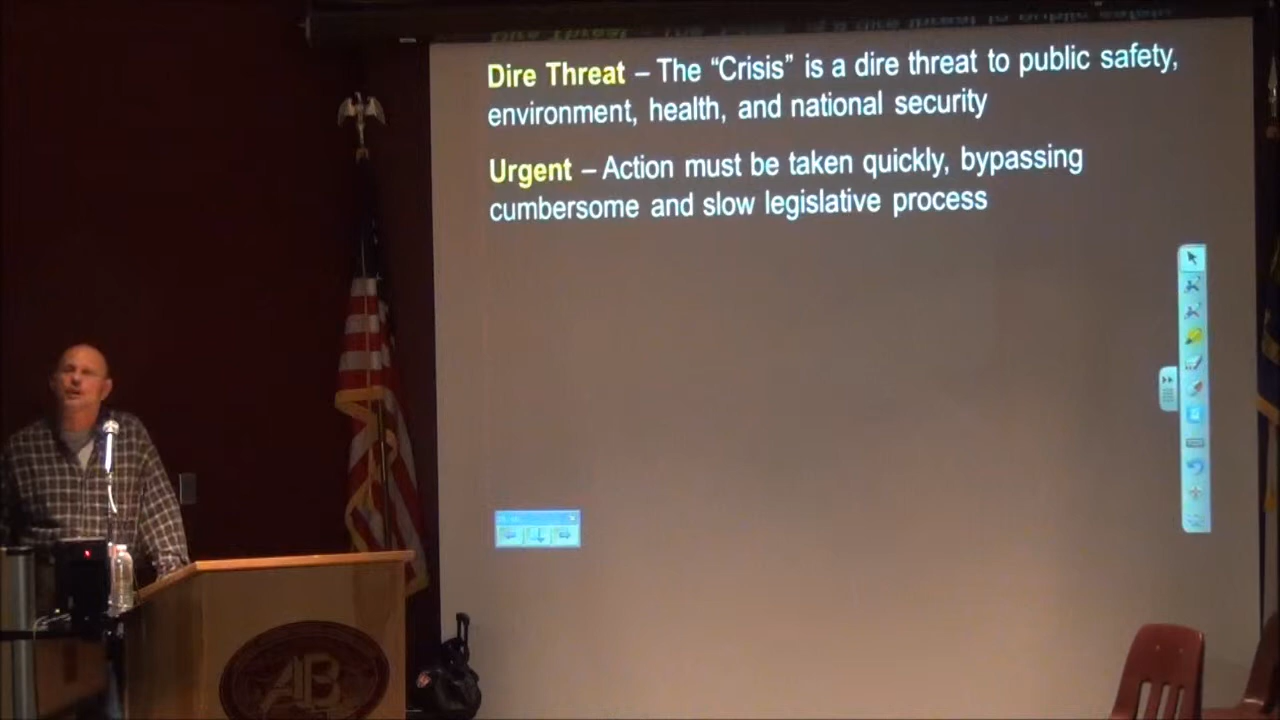 Dire Threat – The “Crisis” is a dire threat to public safety,
environment, health, and national security
Urgent – Action must be taken quickly, bypassing
cumbersome and slow legislative process
AB